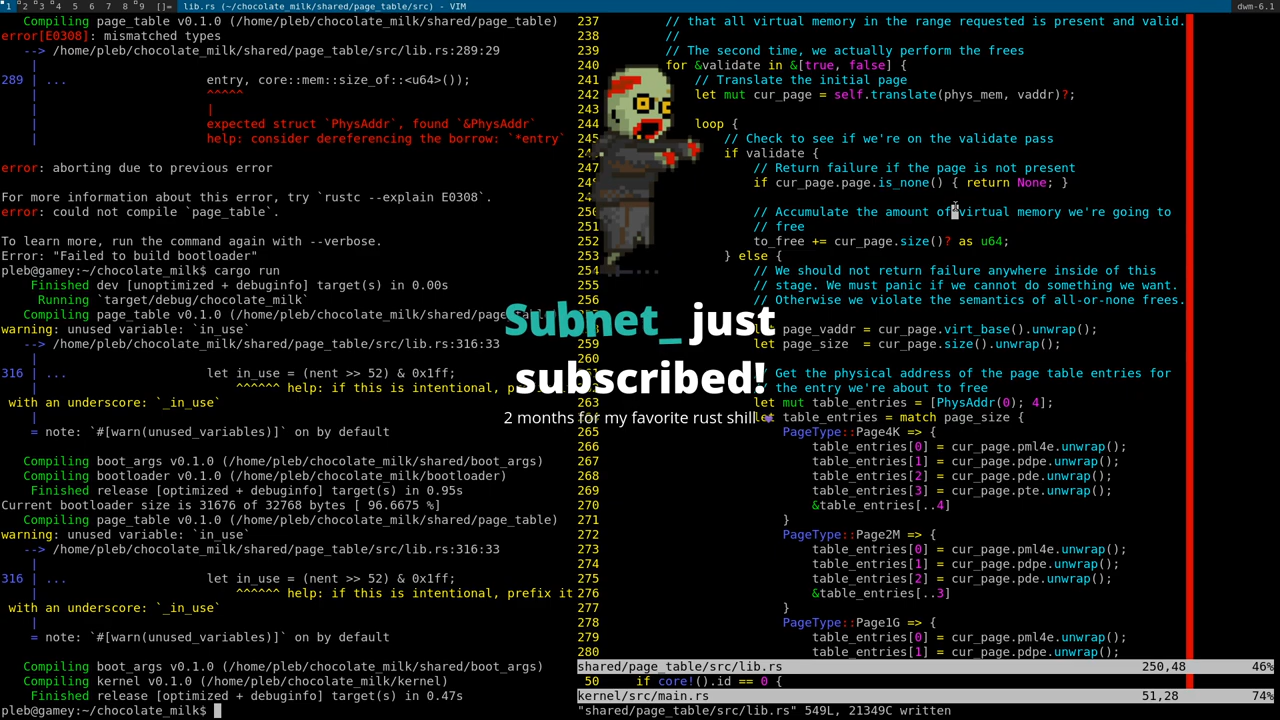 1 2 3 4 5 6 7 8 9 []= lib.rs (~/chocolate_milk/shared/page_table/src) - VIM dwm-6.1
Compiling page_table v0.1.0 (/home/pleb/chocolate_milk/shared/page_table)
error[E0308]: mismatched types
--> /home/pleb/chocolate_milk/shared/page_table/src/lib.rs:289:29
|
289 | ... entry, core::mem::size_of::<u64>());
| ^^^^^
| |
| expected struct `PhysAddr`, found `&PhysAddr`
| help: consider dereferencing the borrow: `*entry`
error: aborting due to previous error
For more information about this error, try `rustc --explain E0308`.
error: could not compile `page_table`.
To learn more, run the command again with --verbose.
Error: "Failed to build bootloader"
pleb@gamey:~/chocolate_milk$ cargo run
Finished dev [unoptimized + debuginfo] target(s) in 0.00s
Running `target/debug/chocolate_milk`
Compiling page_table v0.1.0 (/home/pleb/chocolate_milk/shared/page_table)
warning: unused variable: `in_use`
--> /home/pleb/chocolate_milk/shared/page_table/src/lib.rs:316:33
|
316 | ... let in_use = (nent >> 52) & 0x1ff;
| ^^^^^^ help: if this is intentional,
with an underscore: `_in_use`
|
= note: `#[warn(unused_variables)]` on by default
Compiling boot_args v0.1.0 (/home/pleb/chocolate_milk/shared/boot_args)
Compiling bootloader v0.1.0 (/home/pleb/chocolate_milk/bootloader)
Finished release [optimized + debuginfo] target(s) in 0.95s
Current bootloader size is 31676 of 32768 bytes [ 96.6675 %]
Compiling page_table v0.1.0 (/home/pleb/chocolate_milk/shared/page_table)
warning: unused variable: `in_use`
--> /home/pleb/chocolate_milk/shared/page_table/src/lib.rs:316:33
|
316 | ... let in_use = (nent >> 52) & 0x1ff;
| ^^^^^^ help: if this is intentional, prefix it
with an underscore: `_in_use`
|
= note: `#[warn(unused_variables)]` on by default
Compiling boot_args v0.1.0 (/home/pleb/chocolate_milk/shared/boot_args)
Compiling kernel v0.1.0 (/home/pleb/chocolate_milk/kernel)
Finished release [optimized + debuginfo] target(s) in 0.47s
pleb@gamey:~/chocolate_milk$
237 // that all virtual memory in the range requested is present and valid.
238 //
239 // The second time, we actually perform the frees
240 for &validate in &[true, false] {
241 // Translate the initial page
242 let mut cur_page = self.translate(phys_mem, vaddr)?;
243
244 loop {
245 // Check to see if we're on the validate pass
if validate {
247 // Return failure if the page is not present
if cur_page.page.is_none() { return None; }
250 // Accumulate the amount of virtual memory we're going to
251 // free
252 to_free += cur_page.size()? as u64;
253 } else {
254 // We should not return failure anywhere inside of this
255 // stage. We must panic if we cannot do something we want.
256 // Otherwise we violate the semantics of all-or-none frees.
page_vaddr = cur_page.virt_base().unwrap();
259 let page_size = cur_page.size().unwrap();
260
// Get the physical address of the page table entries for
// the entry we're about to free
263 let mut table_entries = [PhysAddr(0); 4];
table_entries = match page_size {
265 PageType::Page4K => {
266 table_entries[0] = cur_page.pml4e.unwrap();
267 table_entries[1] = cur_page.pdpe.unwrap();
268 table_entries[2] = cur_page.pde.unwrap();
269 table_entries[3] = cur_page.pte.unwrap();
270 &table_entries[..4]
271 }
272 PageType::Page2M => {
273 table_entries[0] = cur_page.pml4e.unwrap();
274 table_entries[1] = cur_page.pdpe.unwrap();
275 table_entries[2] = cur_page.pde.unwrap();
276 &table_entries[..3]
277 }
278 PageType::Page1G => {
279 table_entries[0] = cur_page.pml4e.unwrap();
280 table_entries[1] = cur_page.pdpe.unwrap();
shared/page_table/src/lib.rs 250,48 46%
50 if core!().id == 0 {
kernel/src/main.rs 51,28 74%
"shared/page_table/src/lib.rs" 549L, 21349C written
Subnet_ just
subscribed!
2 months for my favorite rust shill